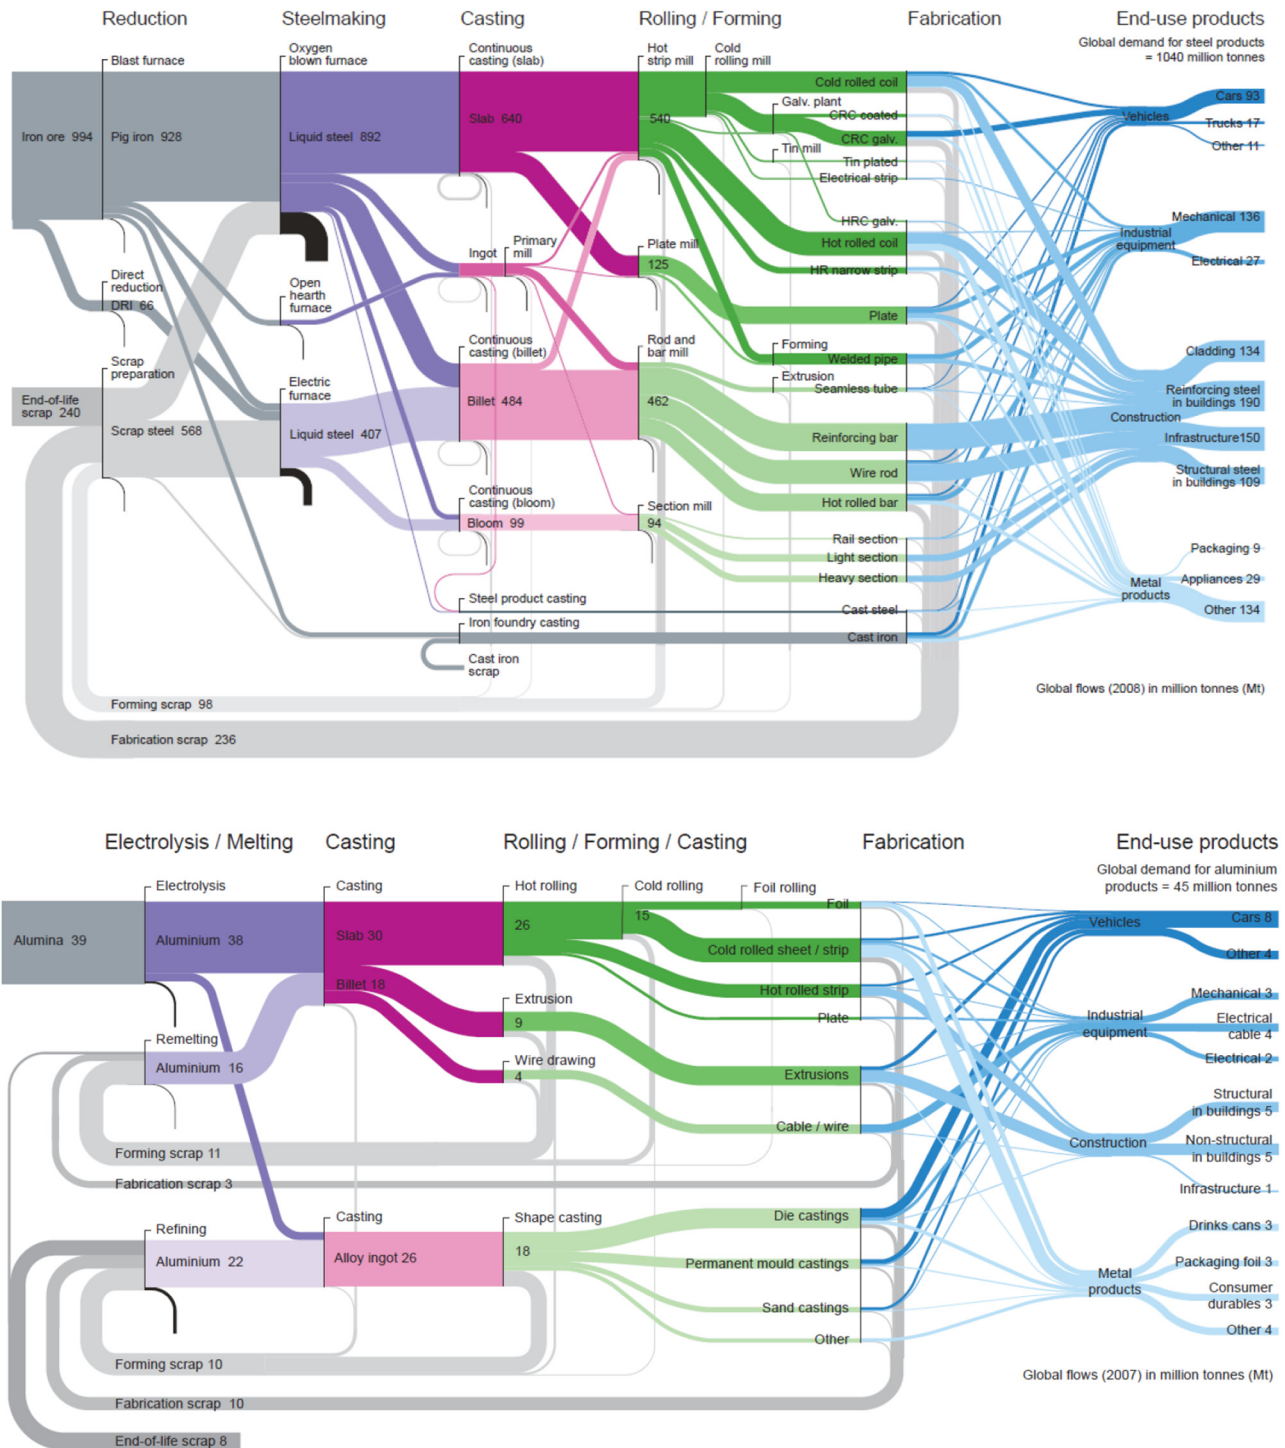 Reduction
Steelmaking
Casting
Rolling / Forming
Fabrication
End-use products
Global demand for steel products
= 1040 million tonnes
Blast furnace
Oxygen
blown furnace
Continuous
casting (slab)
Hot
strip mill
Cold
rolling mill
Iron ore 994
Pig iron 928
Liquid steel 892
Slab 640
540
Galv. plant
Tin mill
Cold rolled coil
CRC coated
CRC galv.
Tin plated
Electrical strip
HRC galv.
Hot rolled coil
HR narrow strip
Plate
Welded pipe
Seamless tube
Reinforcing bar
Wire rod
Hot rolled bar
Rail section
Light section
Heavy section
Cast steel
Cast iron
Direct
reduction
DRI 66
Scrap
preparation
End-of-life
scrap 240
Scrap steel 568
Open
hearth
furnace
Electric
furnace
Liquid steel 407
Ingot
Primary
mill
Continuous
casting (billet)
Billet 484
Continuous
casting (bloom)
Bloom 99
Steel product casting
Iron foundry casting
Cast iron
scrap
Plate mill
125
Rod and
bar mill
462
Section mill
94
Forming
Extrusion
Forming scrap 98
Fabrication scrap 236
Vehicles
Cars 93
Trucks 17
Other 11
Industrial
equipment
Mechanical 136
Electrical 27
Construction
Cladding 134
Reinforcing steel
in buildings 190
Infrastructure150
Structural steel
in buildings 109
Metal
products
Packaging 9
Appliances 29
Other 134
Global flows (2008) in million tonnes (Mt)
Electrolysis / Melting
Casting
Rolling / Forming / Casting
Fabrication
End-use products
Global demand for aluminium
products = 45 million tonnes
Electrolysis
Casting
Hot rolling
Cold rolling
Foil rolling
Alumina 39
Aluminium 38
Slab 30
Billet 18
26
15
Foil
Cold rolled sheet / strip
Hot rolled strip
Plate
Extrusion
9
Extrusions
Wire drawing
4
Cable / wire
Remelting
Aluminium 16
Forming scrap 11
Fabrication scrap 3
Refining
Aluminium 22
Casting
Alloy ingot 26
Shape casting
18
Die castings
Permanent mould castings
Sand castings
Other
Forming scrap 10
Fabrication scrap 10
End-of-life scrap 8
Vehicles
Cars 8
Other 4
Industrial
equipment
Mechanical 3
Electrical
cable 4
Electrical 2
Construction
Structural
in buildings 5
Non-structural
in buildings 5
Infrastructure 1
Metal
products
Drinks cans 3
Packaging foil 3
Consumer
durables 3
Other 4
Global flows (2007) in million tonnes (Mt)